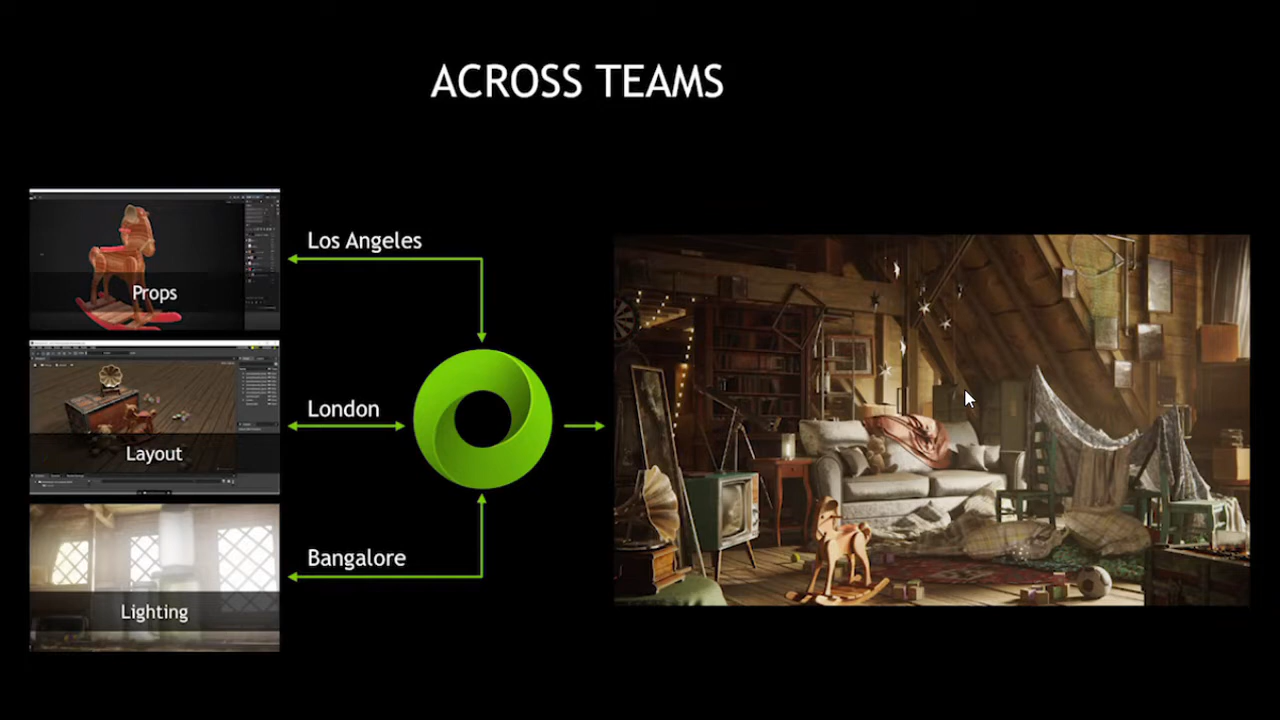 ACROSS TEAMS
Props
Los Angeles
Layout
London
Lighting
Bangalore